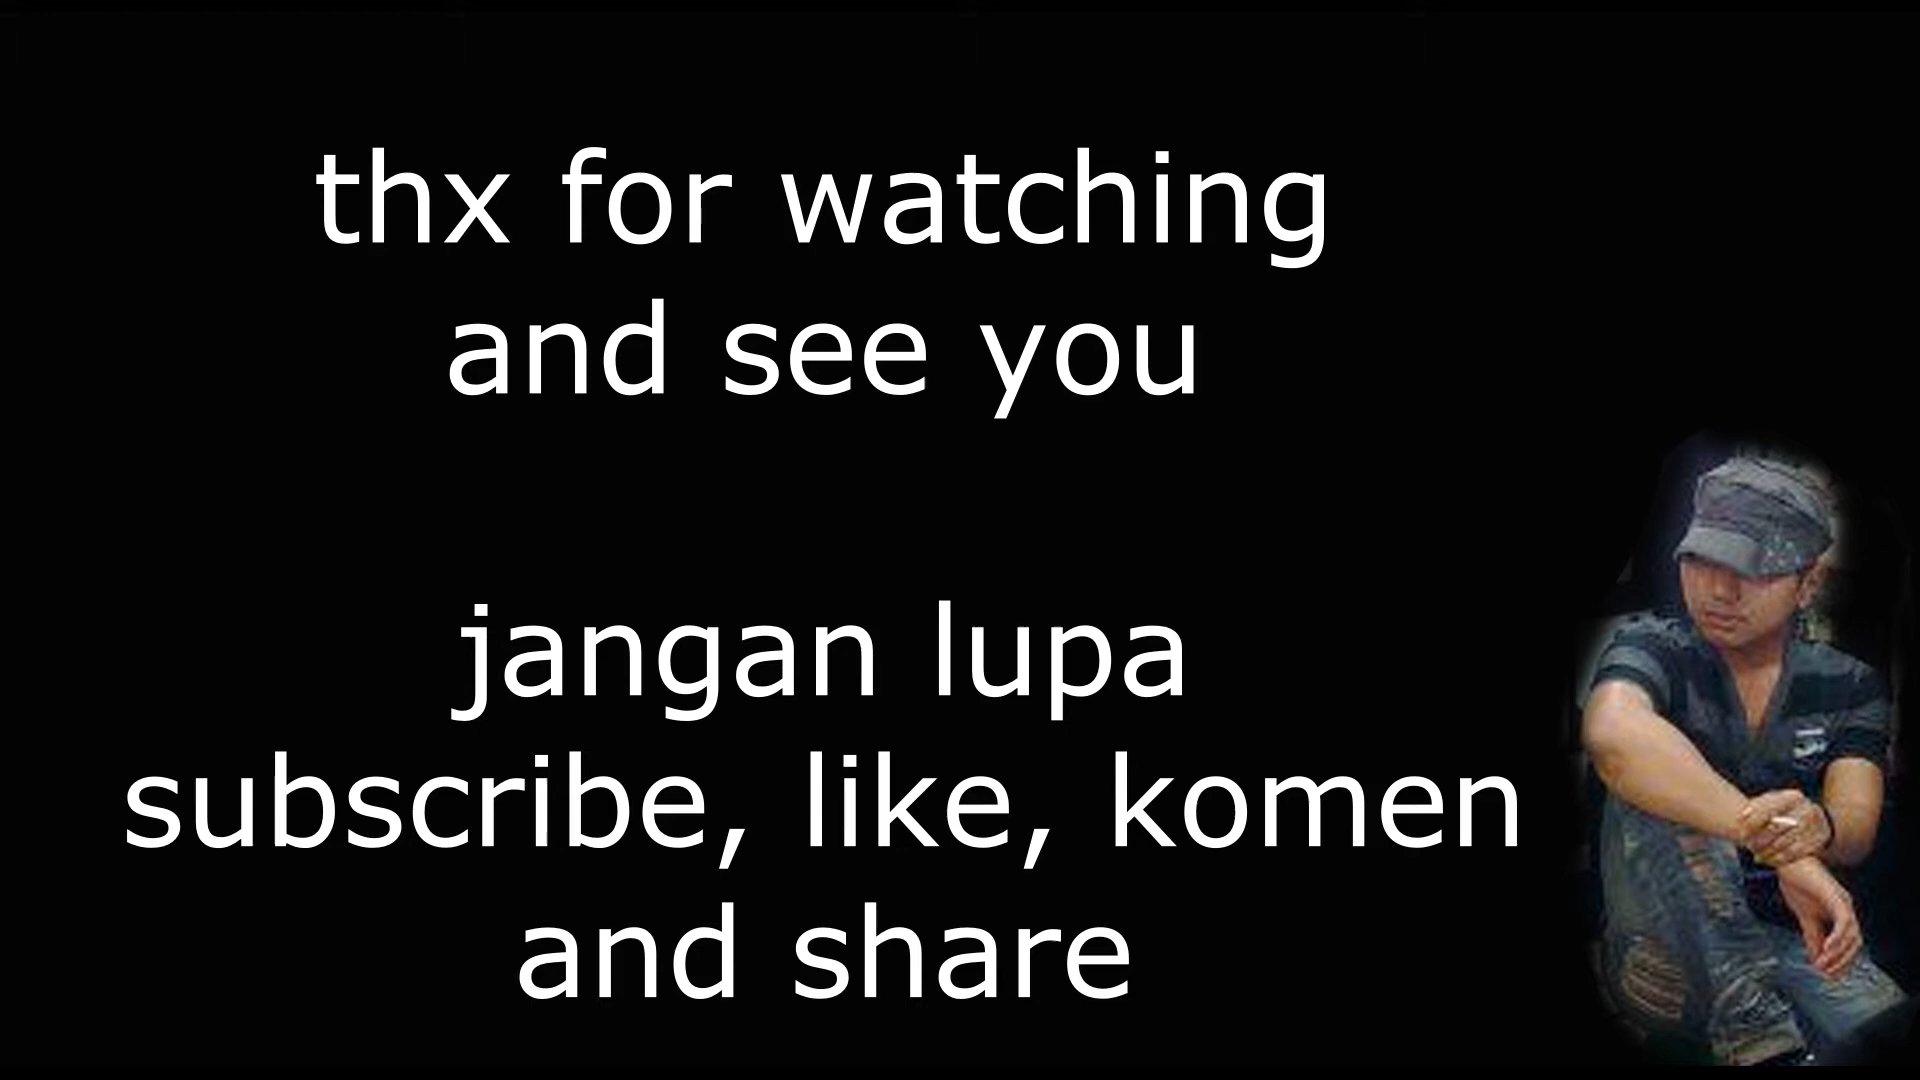 thx for watching
and see you
jangan lupa
subscribe, like, komen
and share